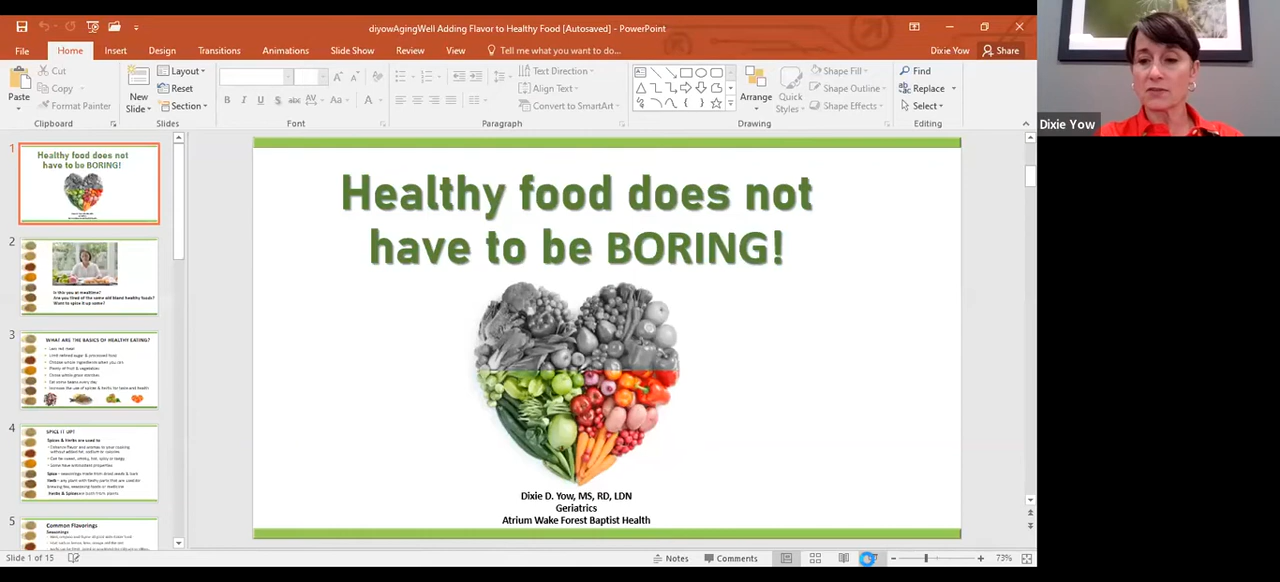 diyowAgingWell Adding Flavor to Healthy Food [Autosaved] - PowerPoint
File Home Insert Design Transitions Animations Slide Show Review View Tell me what you want to do... Dixie Yow Share
Paste
Cut
Copy
Format Painter
Clipboard
New
Slide
Layout
Reset
Section
Slides
B I U S abc AV Aa A
Font
Text Direction
Align Text
Convert to SmartArt
Paragraph
Arrange
Quick
Styles
Shape Fill
Shape Outline
Shape Effects
Drawing
Find
Replace
Select
Editing
Dixie Yow
1
Healthy food does not
have to be BORING!
2
Is this you at mealtime?
Are you tired of the same old bland healthy foods?
Want to spice it up some?
3
WHAT ARE THE BASICS OF HEALTHY EATING?
Less red meat
Limit refined sugar & processed food
Choose whole ingredients when you can
Plenty of fruit & vegetables
Chose whole grain starches
Eat some beans every day
Increase the use of spices & herbs for taste and health
4
SPICE IT UP!
Spices & Herbs are used to
Enhance flavor and aromas to your cooking
without added fat, sodium or calories
Can be sweet, smoky, hot, spicy or tangy
Some have antioxidant properties
Spice - seasonings made from dried seeds & bark
Herb - any plant with leafy parts that are used for
brewing tea, seasoning foods or medicine
Herbs & Spices
5
Common Flavorings
Seasonings
Healthy food does not
have to be BORING!
Dixie D. Yow, MS, RD, LDN
Geriatrics
Atrium Wake Forest Baptist Health
Slide 1 of 15
Notes Comments 73%